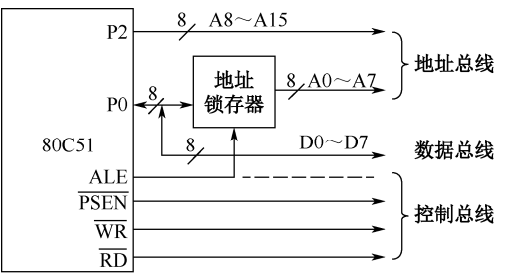 P2
8
A8～A15
地址
锁存器
8
A0～A7
地址总线
P0
8
80C51
8
D0～D7
数据总线
ALE
PSEN
WR
RD
控制总线